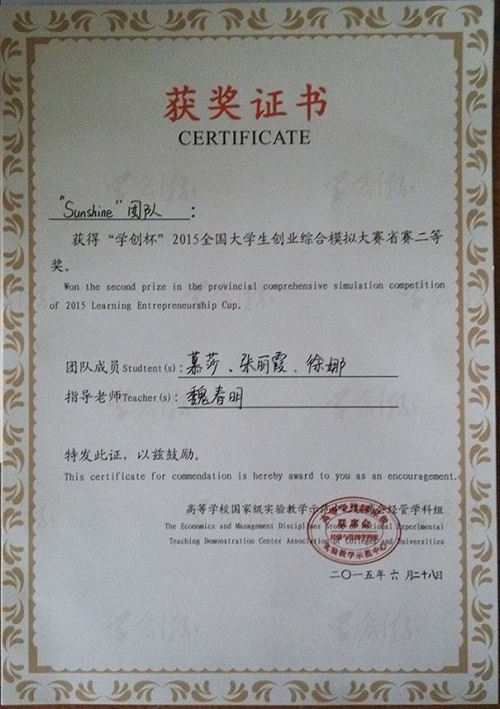 获奖证书
CERTIFICATE
"Sunshine"团队:
获得“学创杯”2015全国大学生创业综合模拟大赛省赛二等
奖。
Won the second prize in the provincial comprehensive simulation competition
of 2015 Learning Entrepreneurship Cup.
团队成员Student(s):慕莎、张丽霞、徐娜
指导老师Teacher(s):魏春明
特发此证，以兹鼓励。
This certificate for commendation is hereby award to you as an encouragement.
高等学校国家级实验教学示范中心联席会经管学科组
The Economics and Management Disciplines Group National Experimental
Teaching Demonstration Center Association of Colleges and Universities
二〇一五年六月二十八日